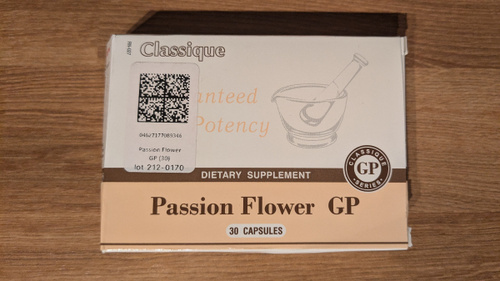 Classique
Potency
Passion Flower
GP (30)
lot 212-0170
DIETARY SUPPLEMENT
CLASSIQUE
GP
SERIES
Passion Flower GP
30 CAPSULES